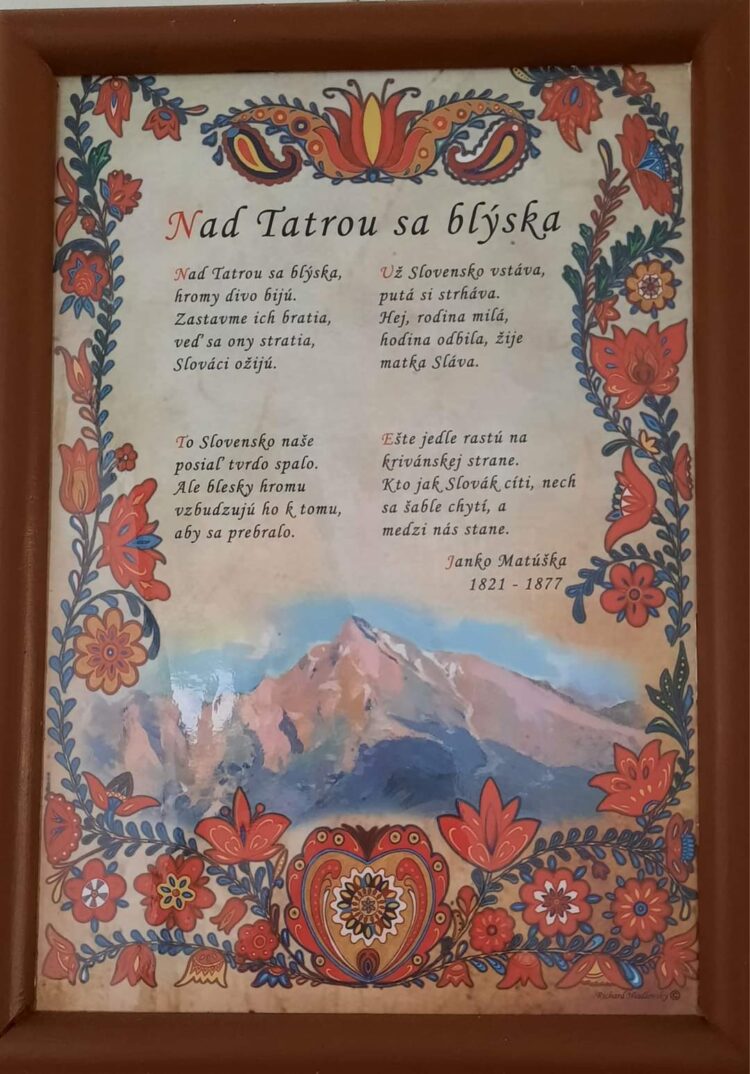 Nad Tatrou sa blýska
Nad Tatrou sa blýska,
hromy divo bijú.
Zastavme ich bratia,
veď sa ony stratia,
Slováci ožijú.
Už Slovensko vstáva,
putá si strháva.
Hej, rodina milá,
hodina odbila, žije
matka Sláva.
To Slovensko naše
posiaľ tvrdo spalo.
Ale blesky hromu
vzbudzujú ho k tomu,
aby sa prebralo.
Ešte jedle rastú na
krivánskej strane.
Kto jak Slovák cíti, nech
sa šable chytí, a
medzi nás stane.
Janko Matúška
1821 - 1877
Richard ©